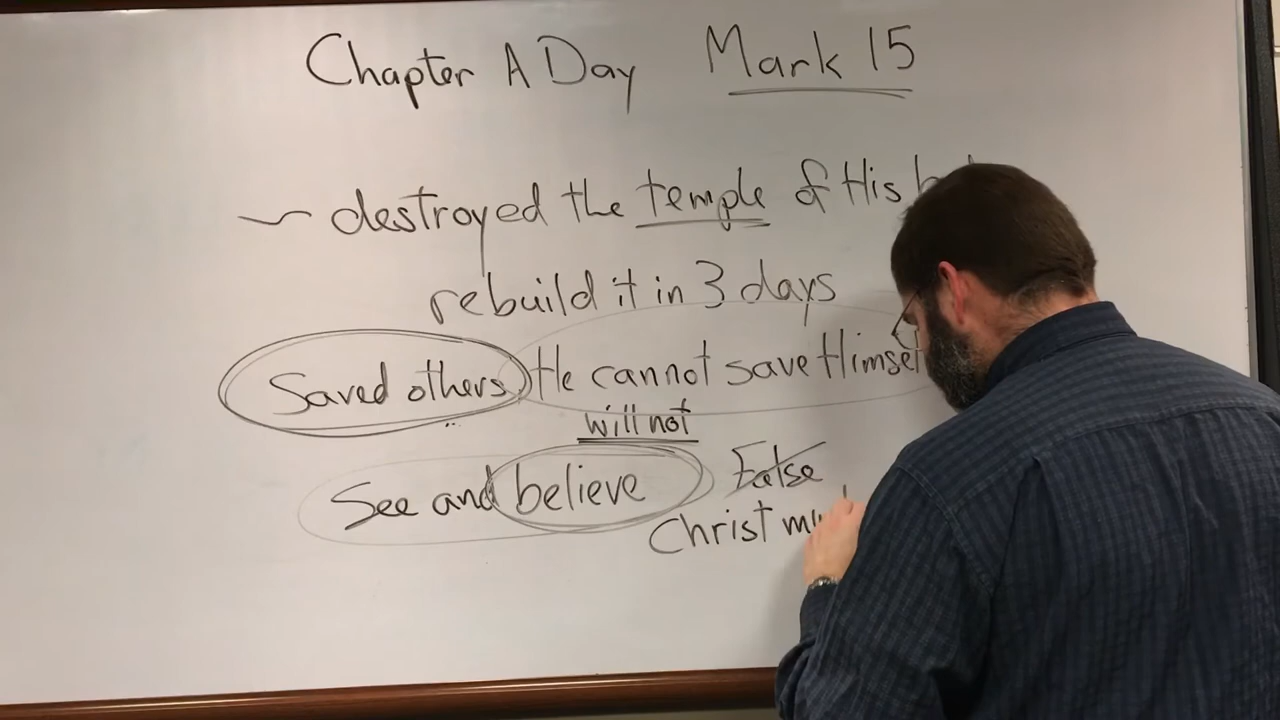 Chapter A Day Mark 15
~ destroyed the temple of His
rebuild it in 3 days
Saved others He cannot save
will not
See and believe False
Christ